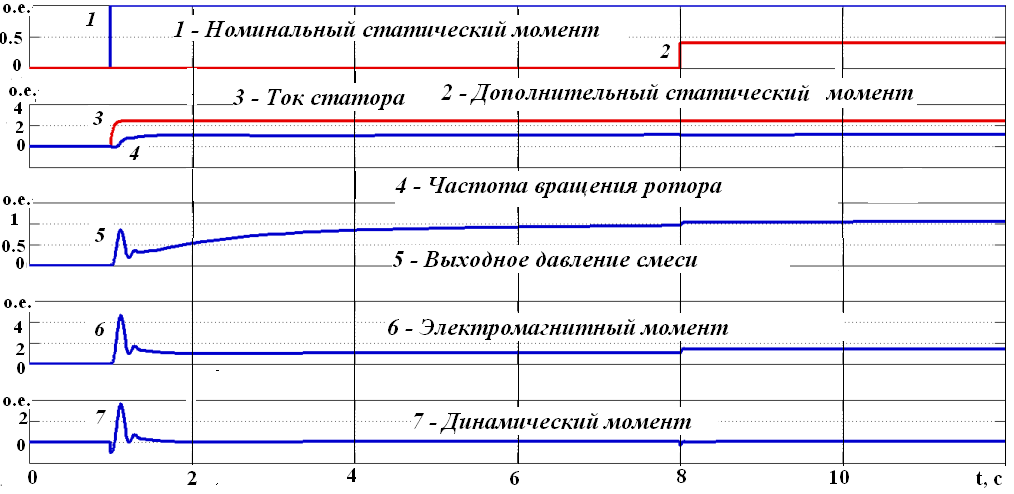 о.е.
1
1 - Номинальный статический момент
0.5
2
0
о.е.
3 - Ток статора
2 - Дополнительный статический момент
4
3
2
0
4
4 - Частота вращения ротора
о.е.
1
5
0.5
0
5 - Выходное давление смеси
о.е.
4
6
6 - Электромагнитный момент
2
0
о.е.
7
7 - Динамический момент
2
0
0 2 4 6 8 10 t, c